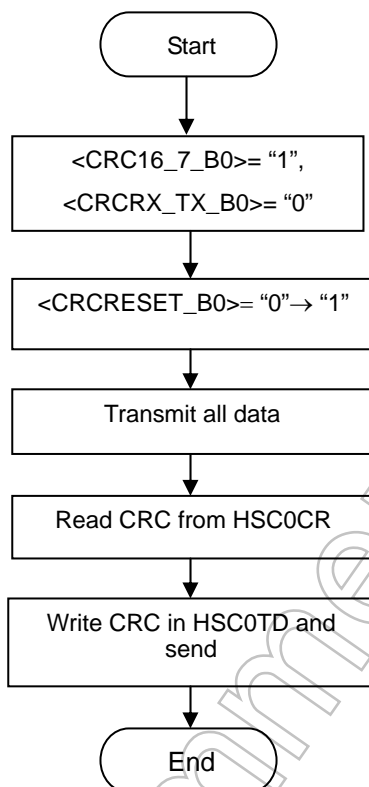 Start
<CRC16_7_B0>= “1”,
<CRCRX_TX_B0>= “0”
<CRCRESET_B0>= “0”→ “1”
Transmit all data
Read CRC from HSC0CR
Write CRC in HSC0TD and
send
End